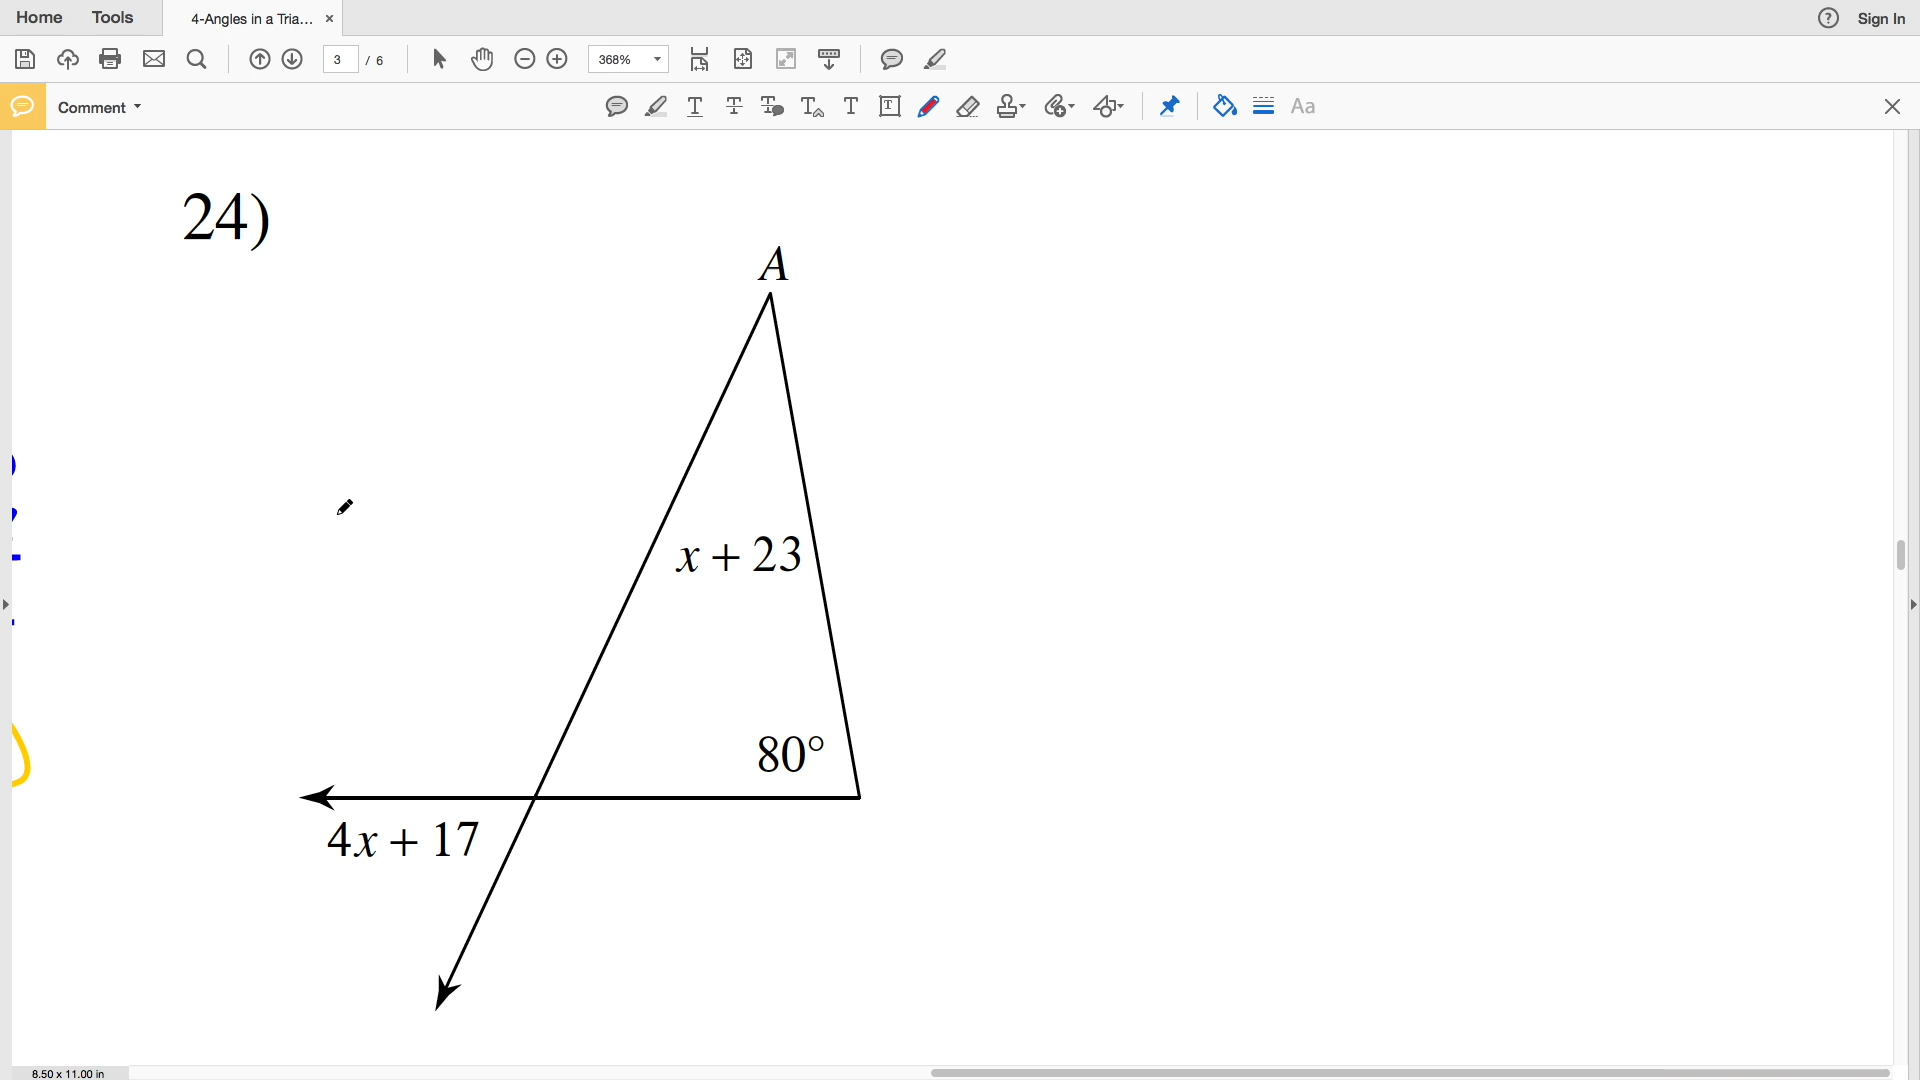 Home Tools 4-Angles in a Tria... × ? Sign In
3 / 6 368%
Comment T T T T T T Aa
24)
A
x + 23
80°
4x + 17
8.50 x 11.00 in